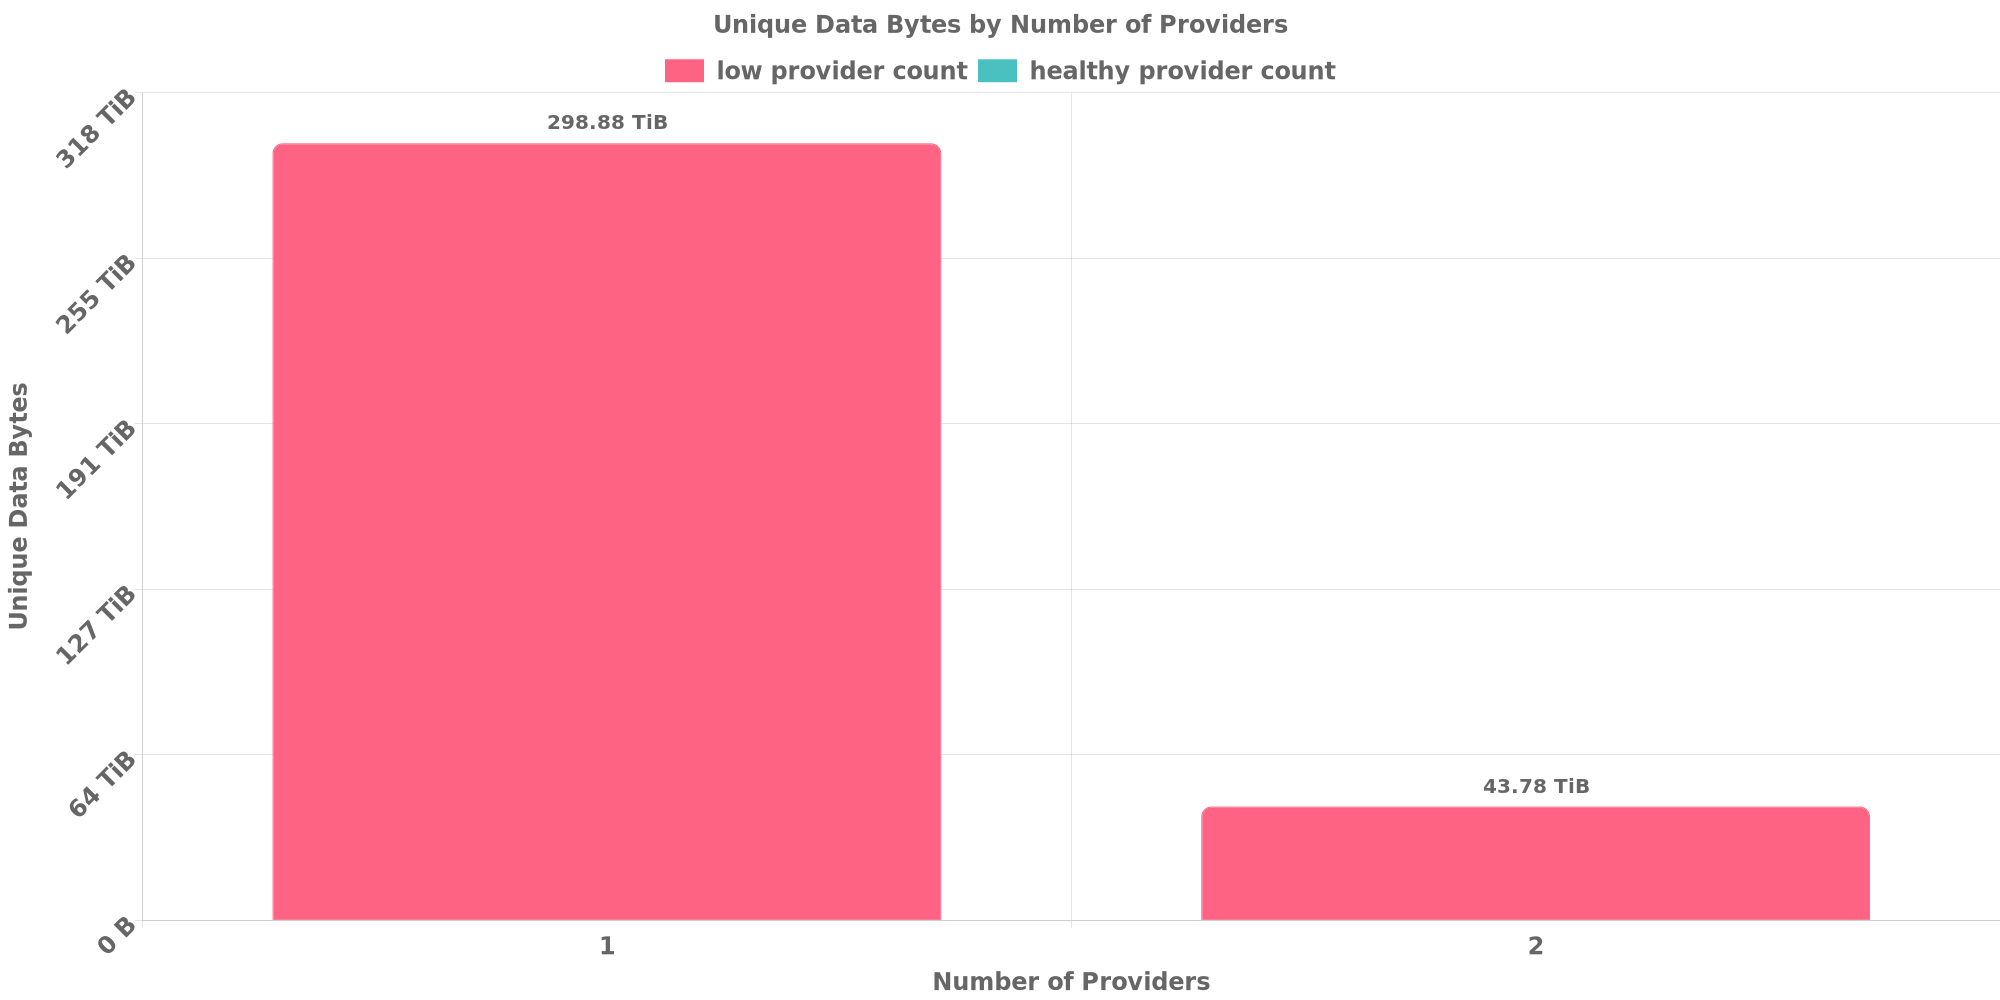 Unique Data Bytes by Number of Providers
low provider count healthy provider count
318 TiB
298.88 TiB
255 TiB
191 TiB
127 TiB
64 TiB
43.78 TiB
0 B
Unique Data Bytes
1 2
Number of Providers